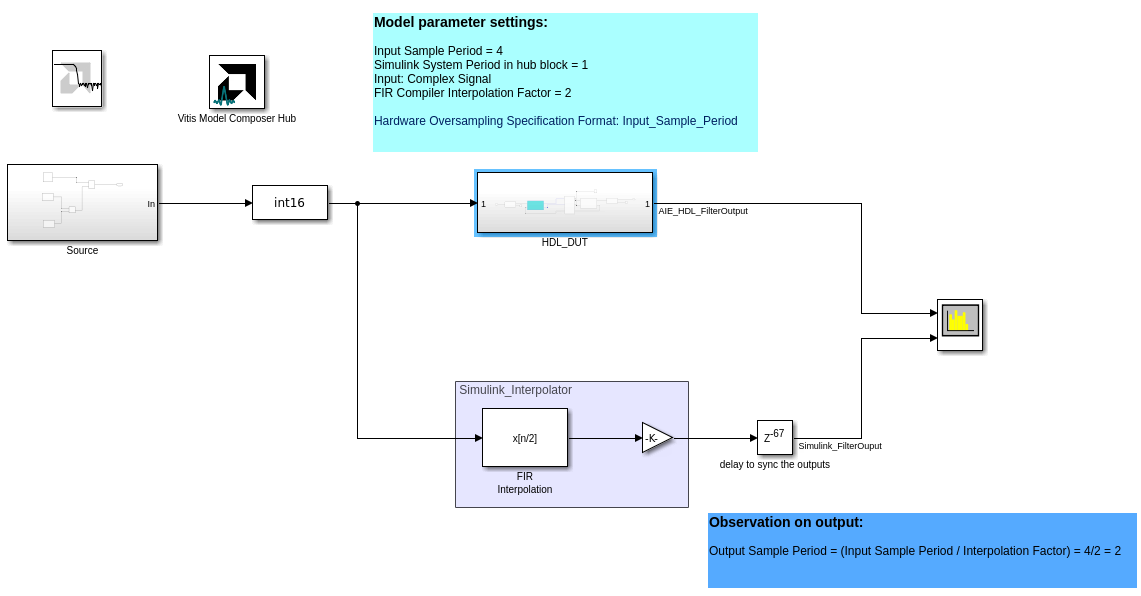 Model parameter settings:
Input Sample Period = 4
Simulink System Period in hub block = 1
Input: Complex Signal
FIR Compiler Interpolation Factor = 2
Hardware Oversampling Specification Format: Input_Sample_Period
Vitis Model Composer Hub
In
Source
int16
1
1
HDL_DUT
AIE_HDL_FilterOutput
Simulink_Interpolator
x[n/2]
FIR
Interpolation
-K-
Z-67
delay to sync the outputs
Simulink_FilterOuput
Observation on output:
Output Sample Period = (Input Sample Period / Interpolation Factor) = 4/2 = 2